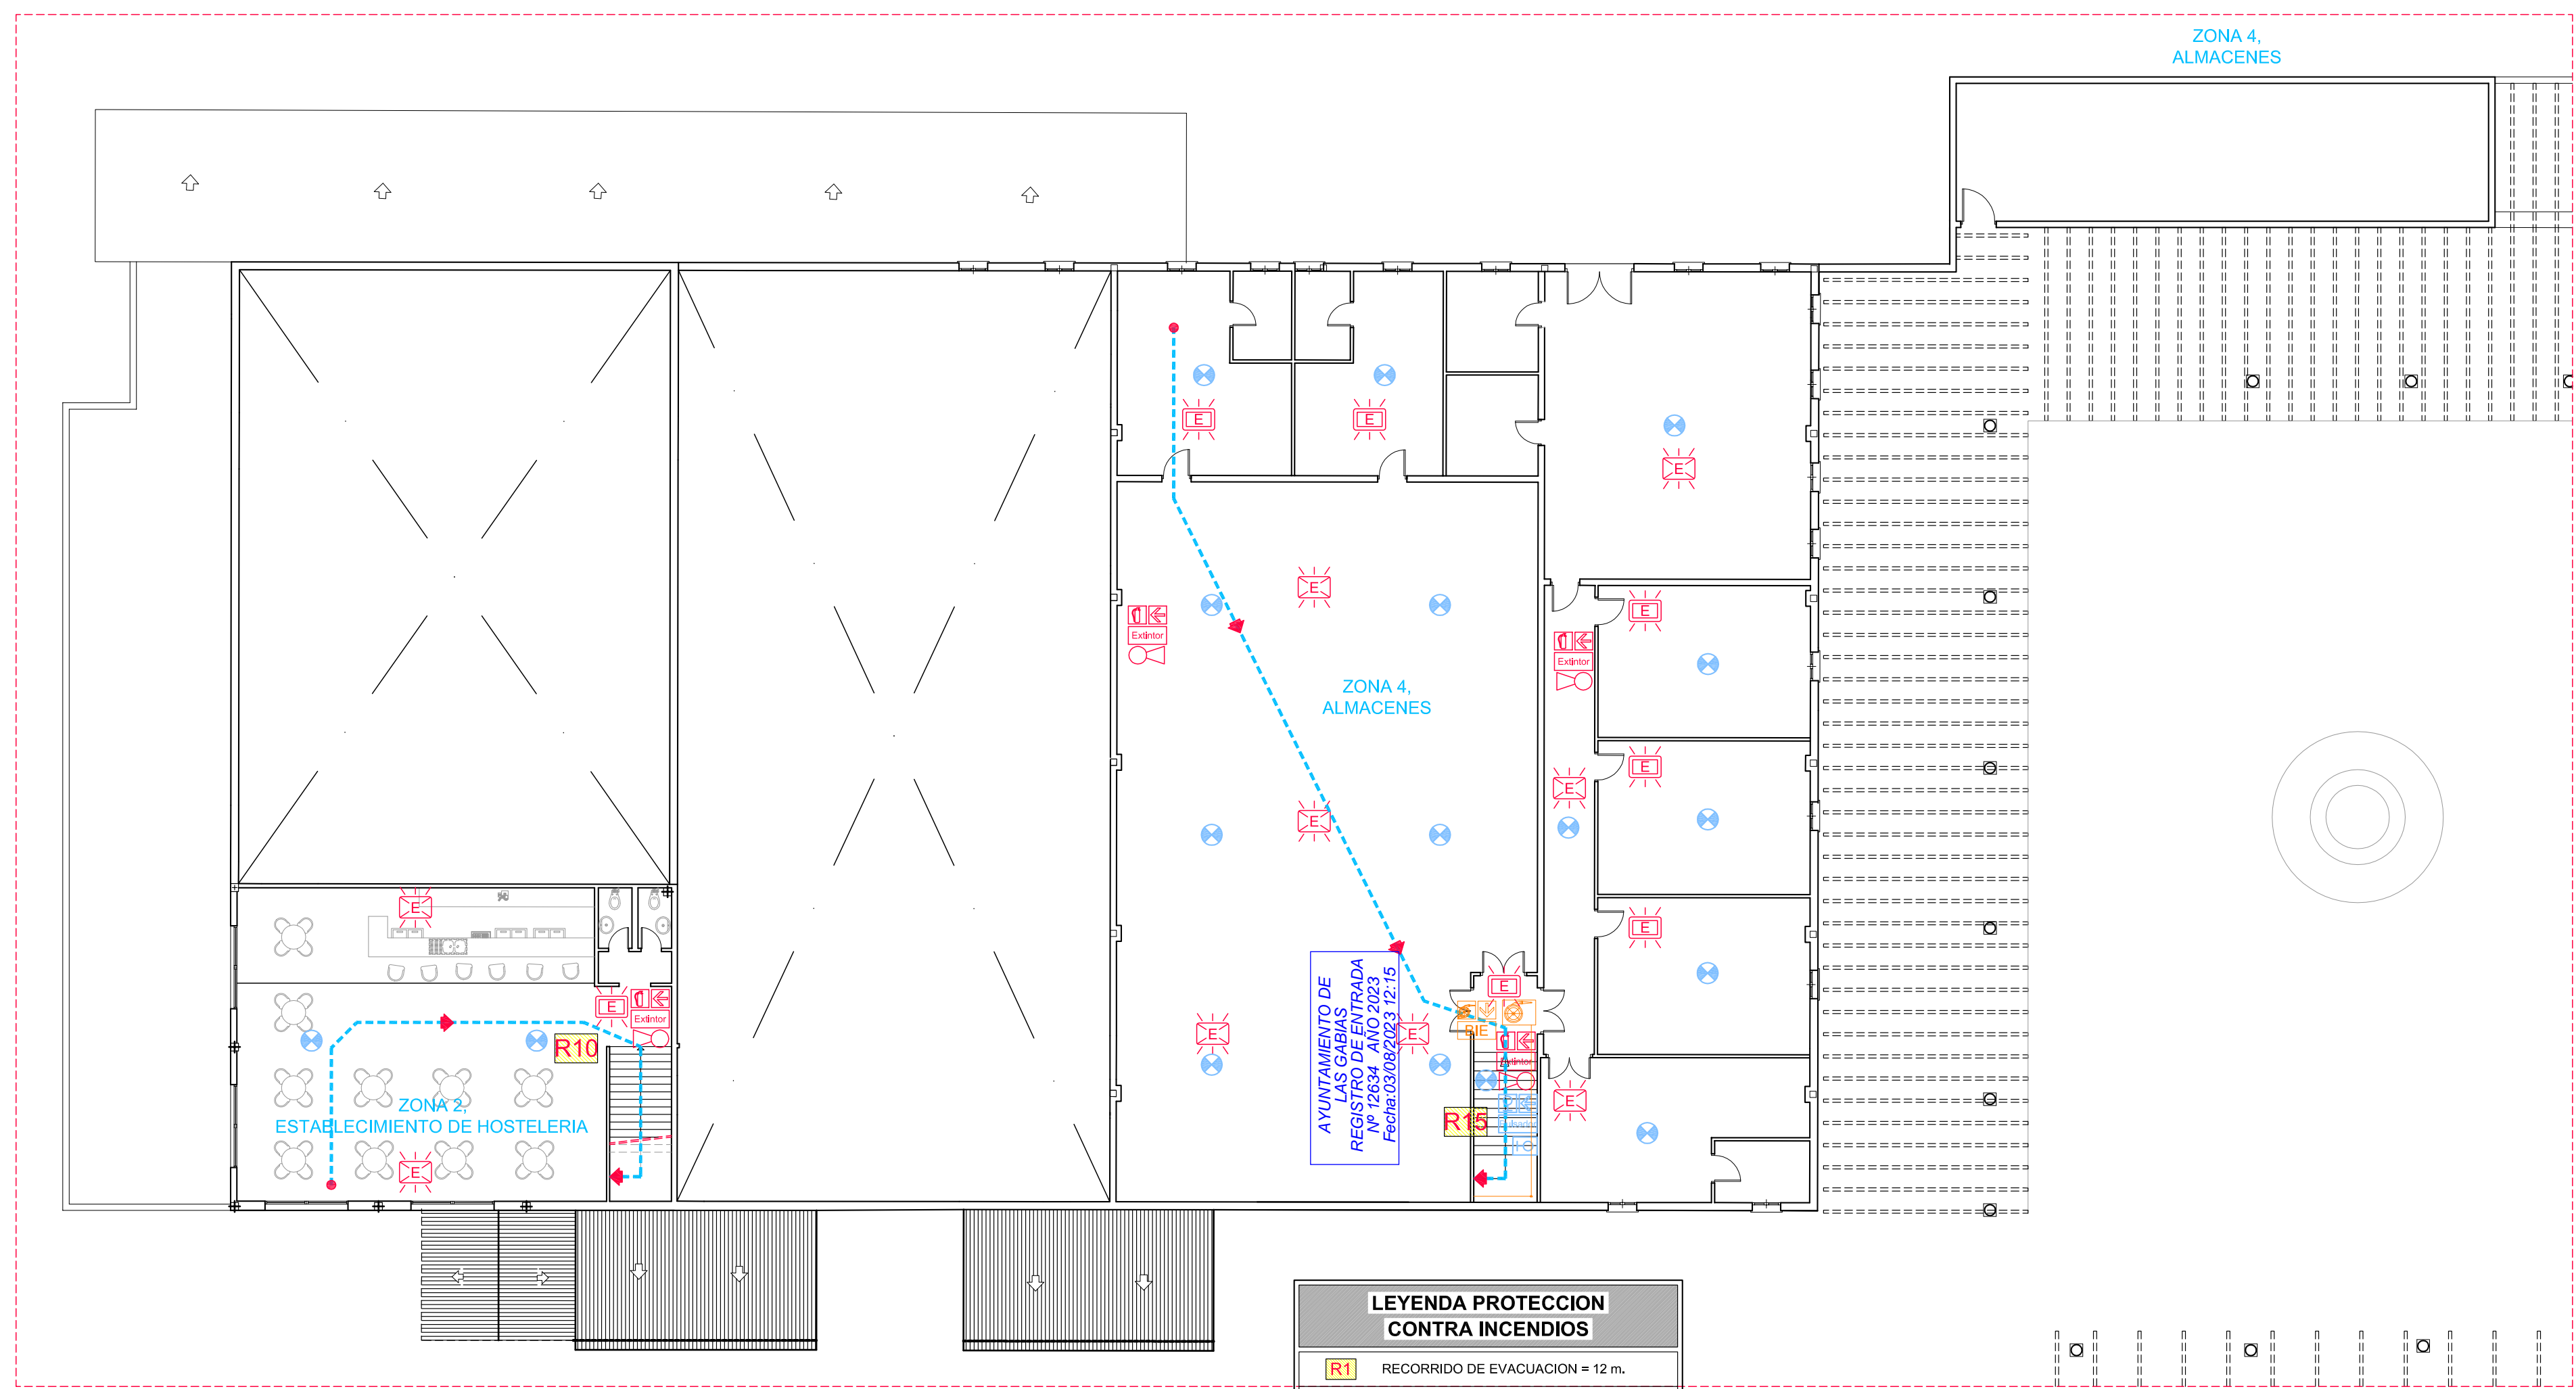 ZONA 4,
ALMACENES
E
E
E
E
E
Extintor
Extintor
ZONA 4,
ALMACENES
E
E
E
E
E
E
Extintor
R10
E
E
E
BIE
Extintor
AYUNTAMIENTO DE
LAS GABIAS
REGISTRO DE ENTRADA
Nº 12634 AÑO 2023
Fecha:03/08/2023 12:15
ZONA 2,
ESTABLECIMIENTO DE HOSTELERIA
E
R15
Pulsador
E
LEYENDA PROTECCION
CONTRA INCENDIOS
R1 RECORRIDO DE EVACUACION = 12 m.